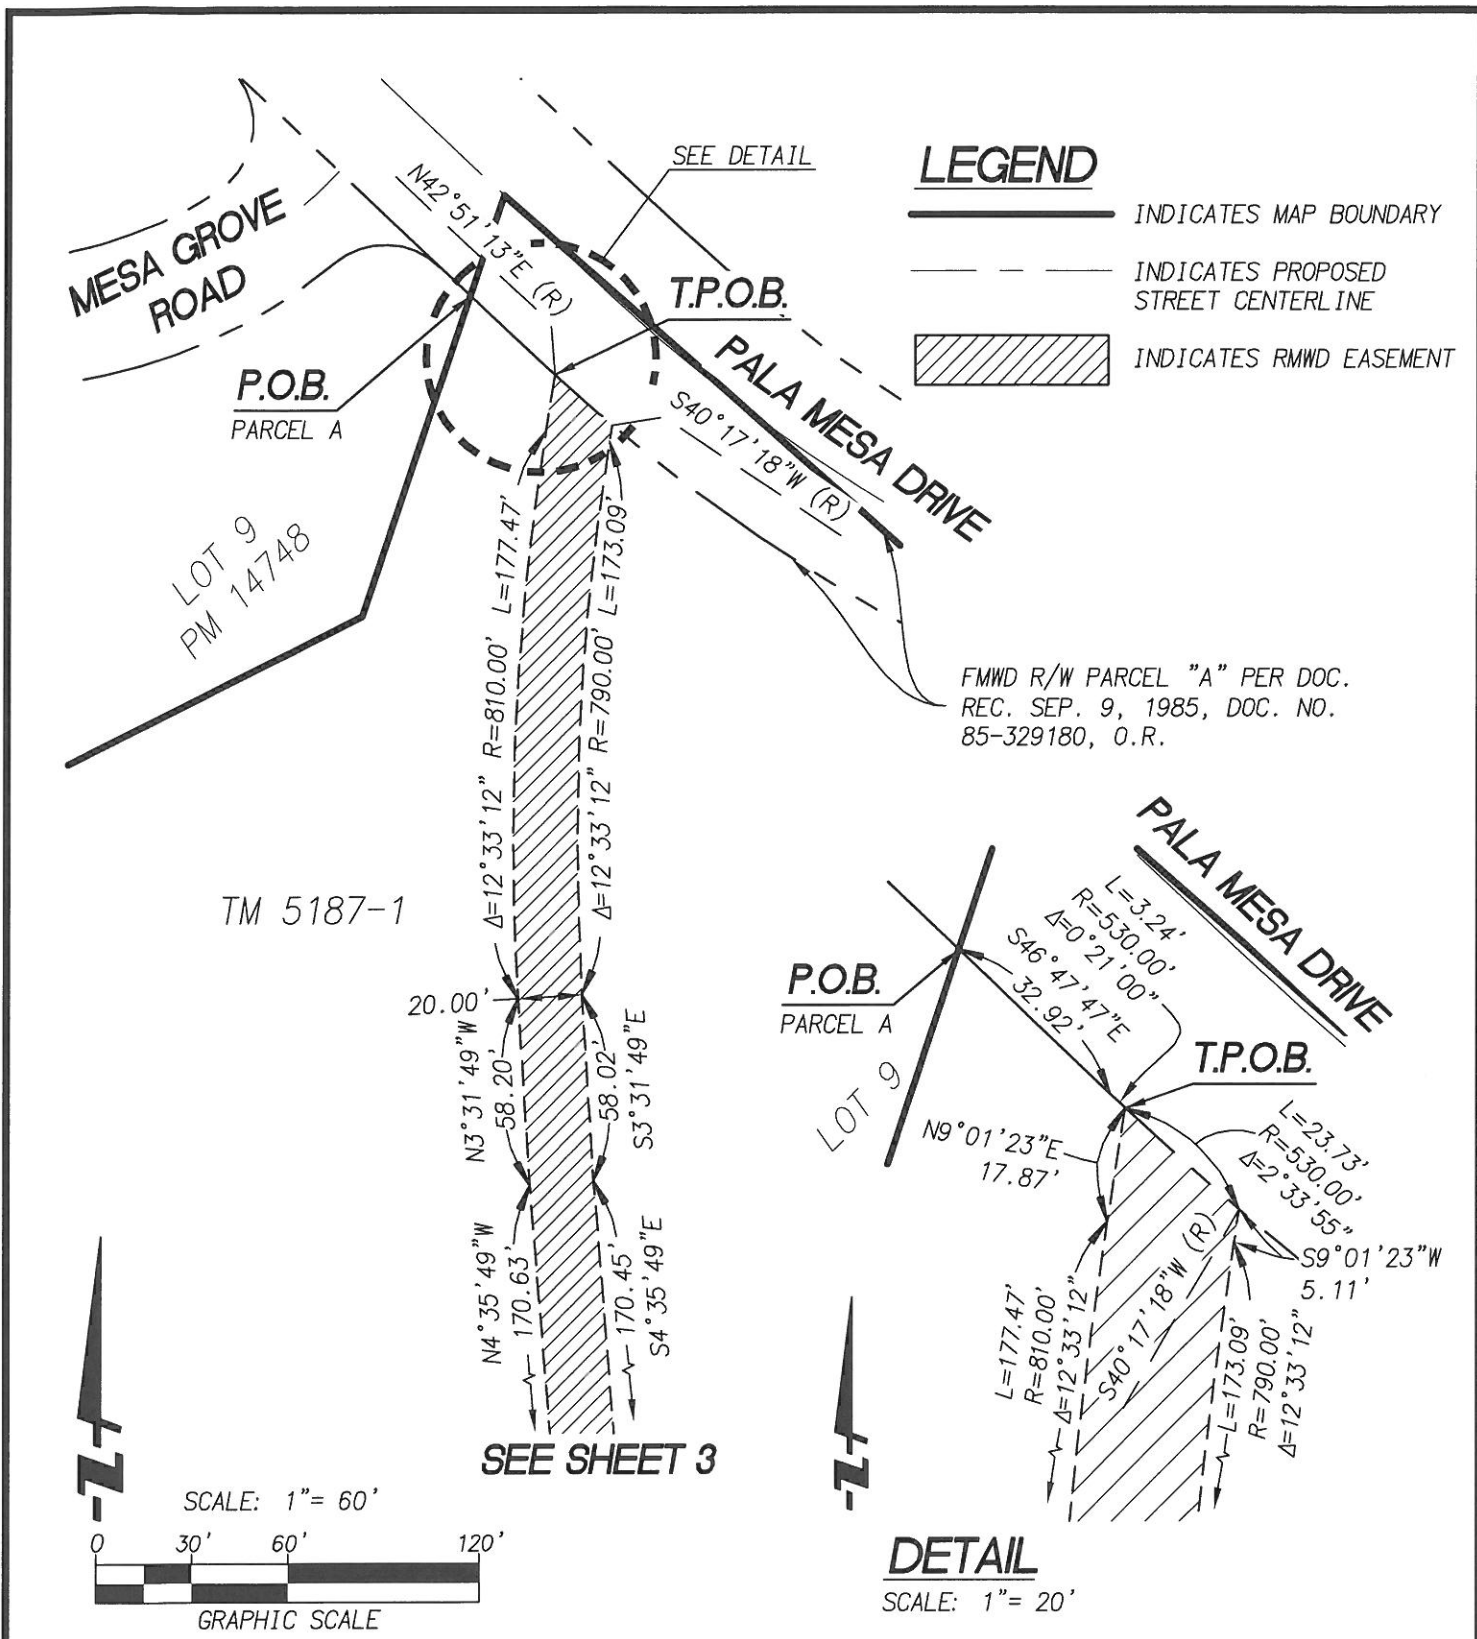 SEE DETAIL
LEGEND
INDICATES MAP BOUNDARY
INDICATES PROPOSED
STREET CENTERLINE
INDICATES RMWD EASEMENT
N42°51'13"E (R)
MESA GROVE
ROAD
T.P.O.B.
P.O.B.
PARCEL A
PALA MESA DRIVE
S40°17'18"W (R)
LOT 9
PM 14748
L=177.47'
R=810.00'
Δ=12°33'12"
L=173.09'
R=790.00'
Δ=12°33'12"
FMWD R/W PARCEL "A" PER DOC.
REC. SEP. 9, 1985, DOC. NO.
85-329180, O.R.
TM 5187-1
20.00'
N3°31'49"W
58.20'
58.02'
S3°31'49"E
N4°35'49"W
170.63'
170.45'
S4°35'49"E
SEE SHEET 3
SCALE: 1"= 60'
0 30' 60' 120'
GRAPHIC SCALE
PALA MESA DRIVE
L=3.24'
R=530.00'
Δ=0°21'00"
S46°47'47"E
32.92'
P.O.B.
PARCEL A
T.P.O.B.
LOT 9
N9°01'23"E
17.87'
L=23.73'
R=530.00'
Δ=2°33'55"
S9°01'23"W
5.11'
S40°17'18"W (R)
L=177.47'
R=810.00'
Δ=12°33'12"
L=173.09'
R=790.00'
Δ=12°33'12"
DETAIL
SCALE: 1"= 20'